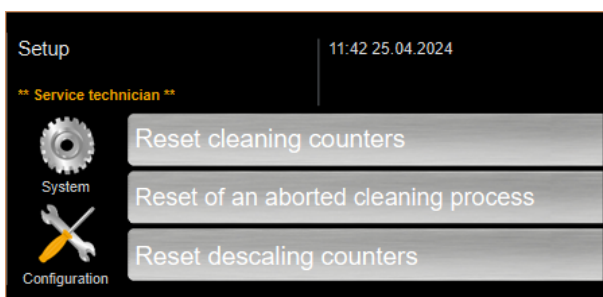 Setup
11:42 25.04.2024
** Service technician **
Reset cleaning counters
System
Reset of an aborted cleaning process
Reset descaling counters
Configuration